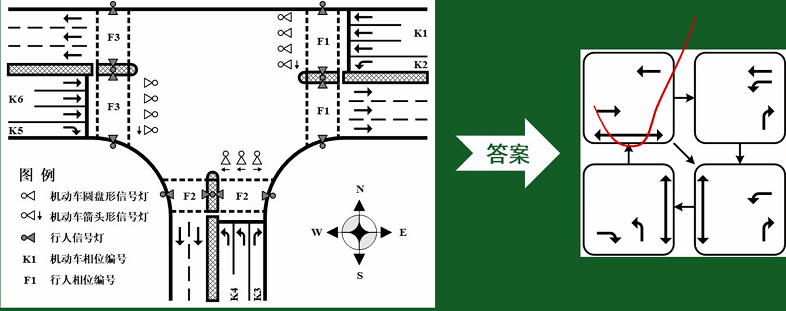 F3
F1
K1
K2
K6
F3
F1
K5
图 例
机动车圆盘形信号灯
机动车箭头形信号灯
行人信号灯
K1 机动车相位编号
F1 行人相位编号
F2 F2
K4 K3
N
W E
S
答案